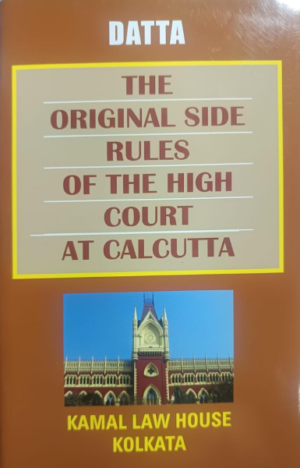 DATTA
THE
ORIGINAL SIDE
RULES
OF THE HIGH
COURT
AT CALCUTTA
KAMAL LAW HOUSE
KOLKATA